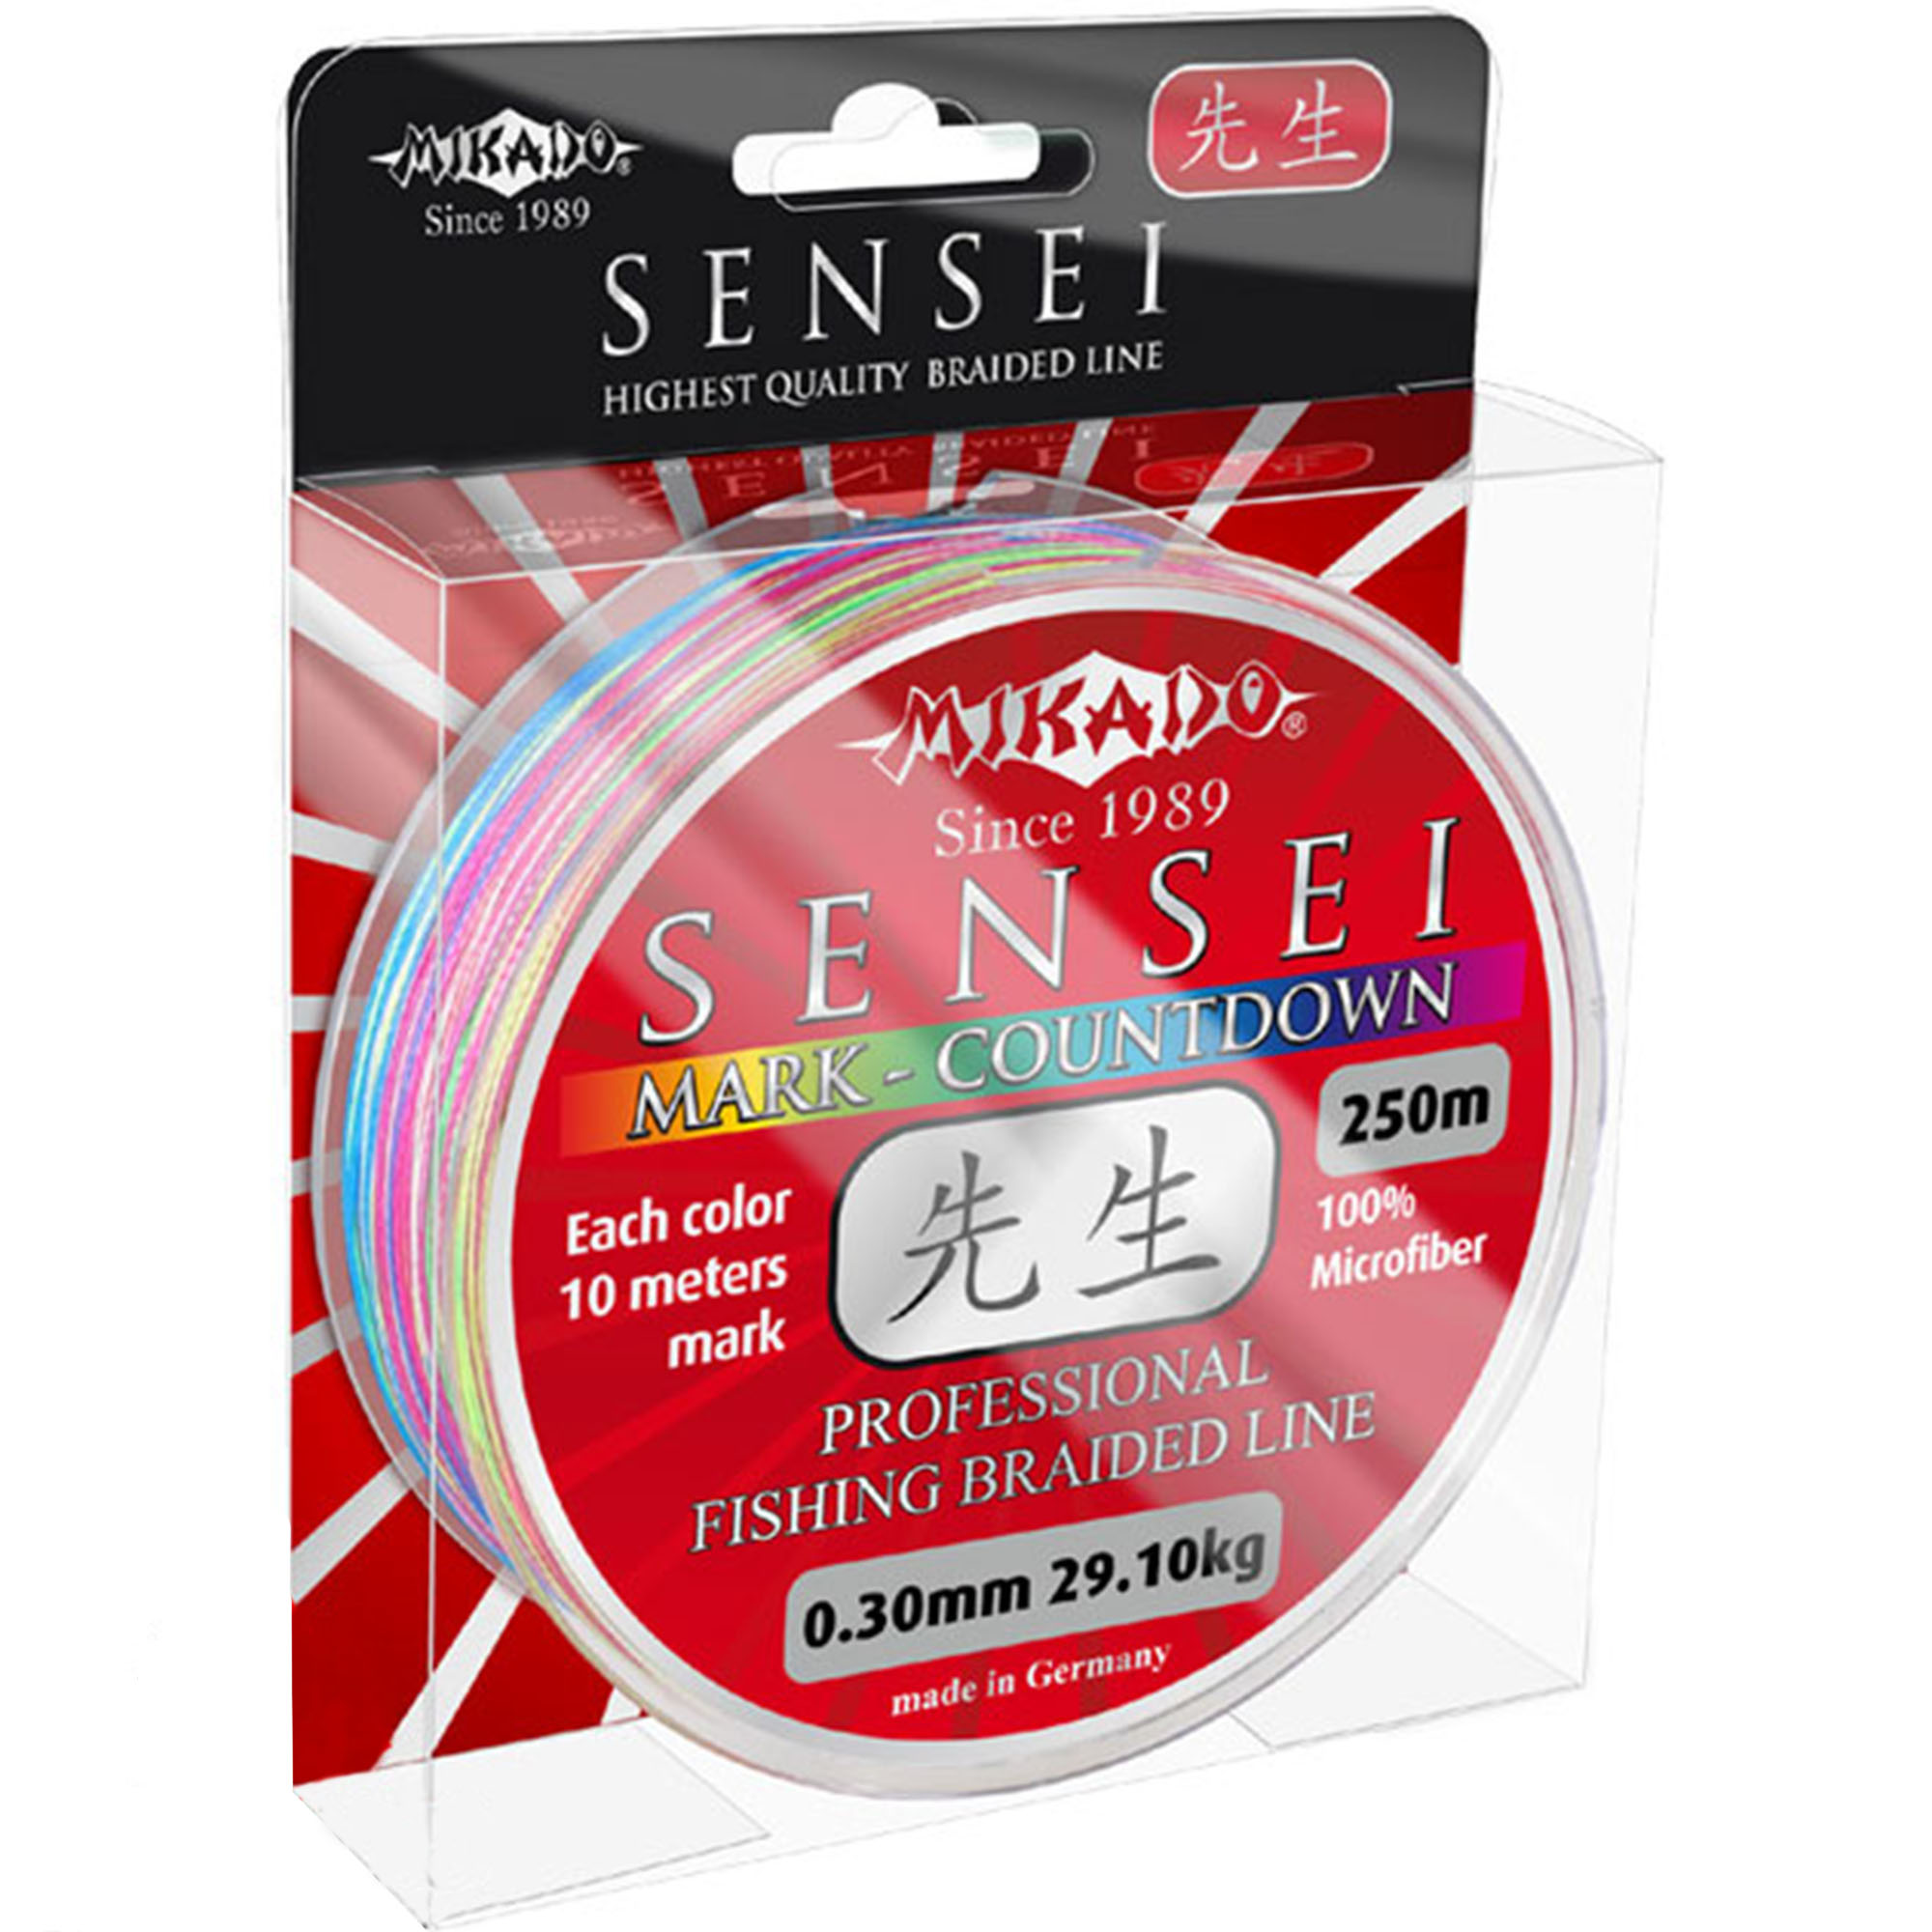 MIKADO®
Since 1989
先生
SENSEI
HIGHEST QUALITY BRAIDED LINE
MIKADO®
Since 1989
SENSEI
MARK - COUNTDOWN
250m
Each color
10 meters
mark
先生
100%
Microfiber
PROFESSIONAL
FISHING BRAIDED LINE
0.30mm 29.10kg
made in Germany